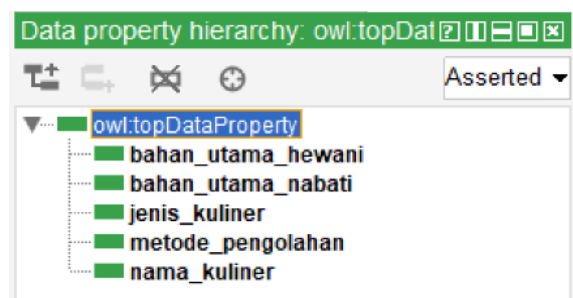 Data property hierarchy: owl:topDat
Asserted
owl:topDataProperty
bahan_utama_hewani
bahan_utama_nabati
jenis_kuliner
metode_pengolahan
nama_kuliner